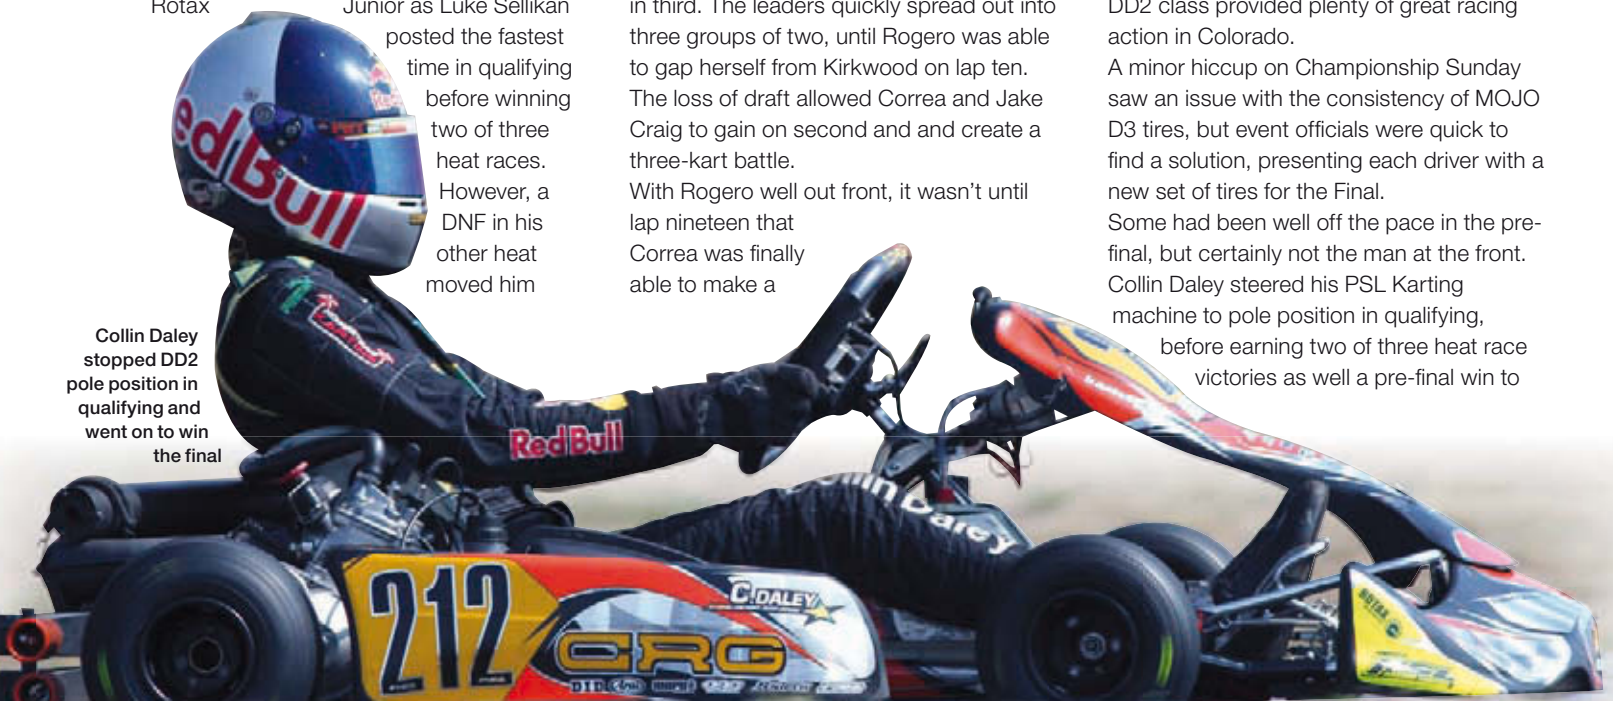 Rotax
Junior as Luke Sellikan
posted the fastest
time in qualifying
before winning
two of three
heat races.
However, a
DNF in his
other heat
moved him
in third. The leaders quickly spread out into
three groups of two, until Rogero was able
to gap herself from Kirkwood on lap ten.
The loss of draft allowed Correa and Jake
Craig to gain on second and and create a
three-kart battle.
With Rogero well out front, it wasn't until
lap nineteen that
Correa was finally
able to make a
DD2 class provided plenty of great racing
action in Colorado.
A minor hiccup on Championship Sunday
saw an issue with the consistency of MOJO
D3 tires, but event officials were quick to
find a solution, presenting each driver with a
new set of tires for the Final.
Some had been well off the pace in the pre-
final, but certainly not the man at the front.
Collin Daley steered his PSL Karting
machine to pole position in qualifying,
before earning two of three heat race
victories as well a pre-final win to
Collin Daley
stopped DD2
pole position in
qualifying and
went on to win
the final
ed Bull
Red Bull
llin Daley
212
C. DALEY
CRG
DID
ROTAX